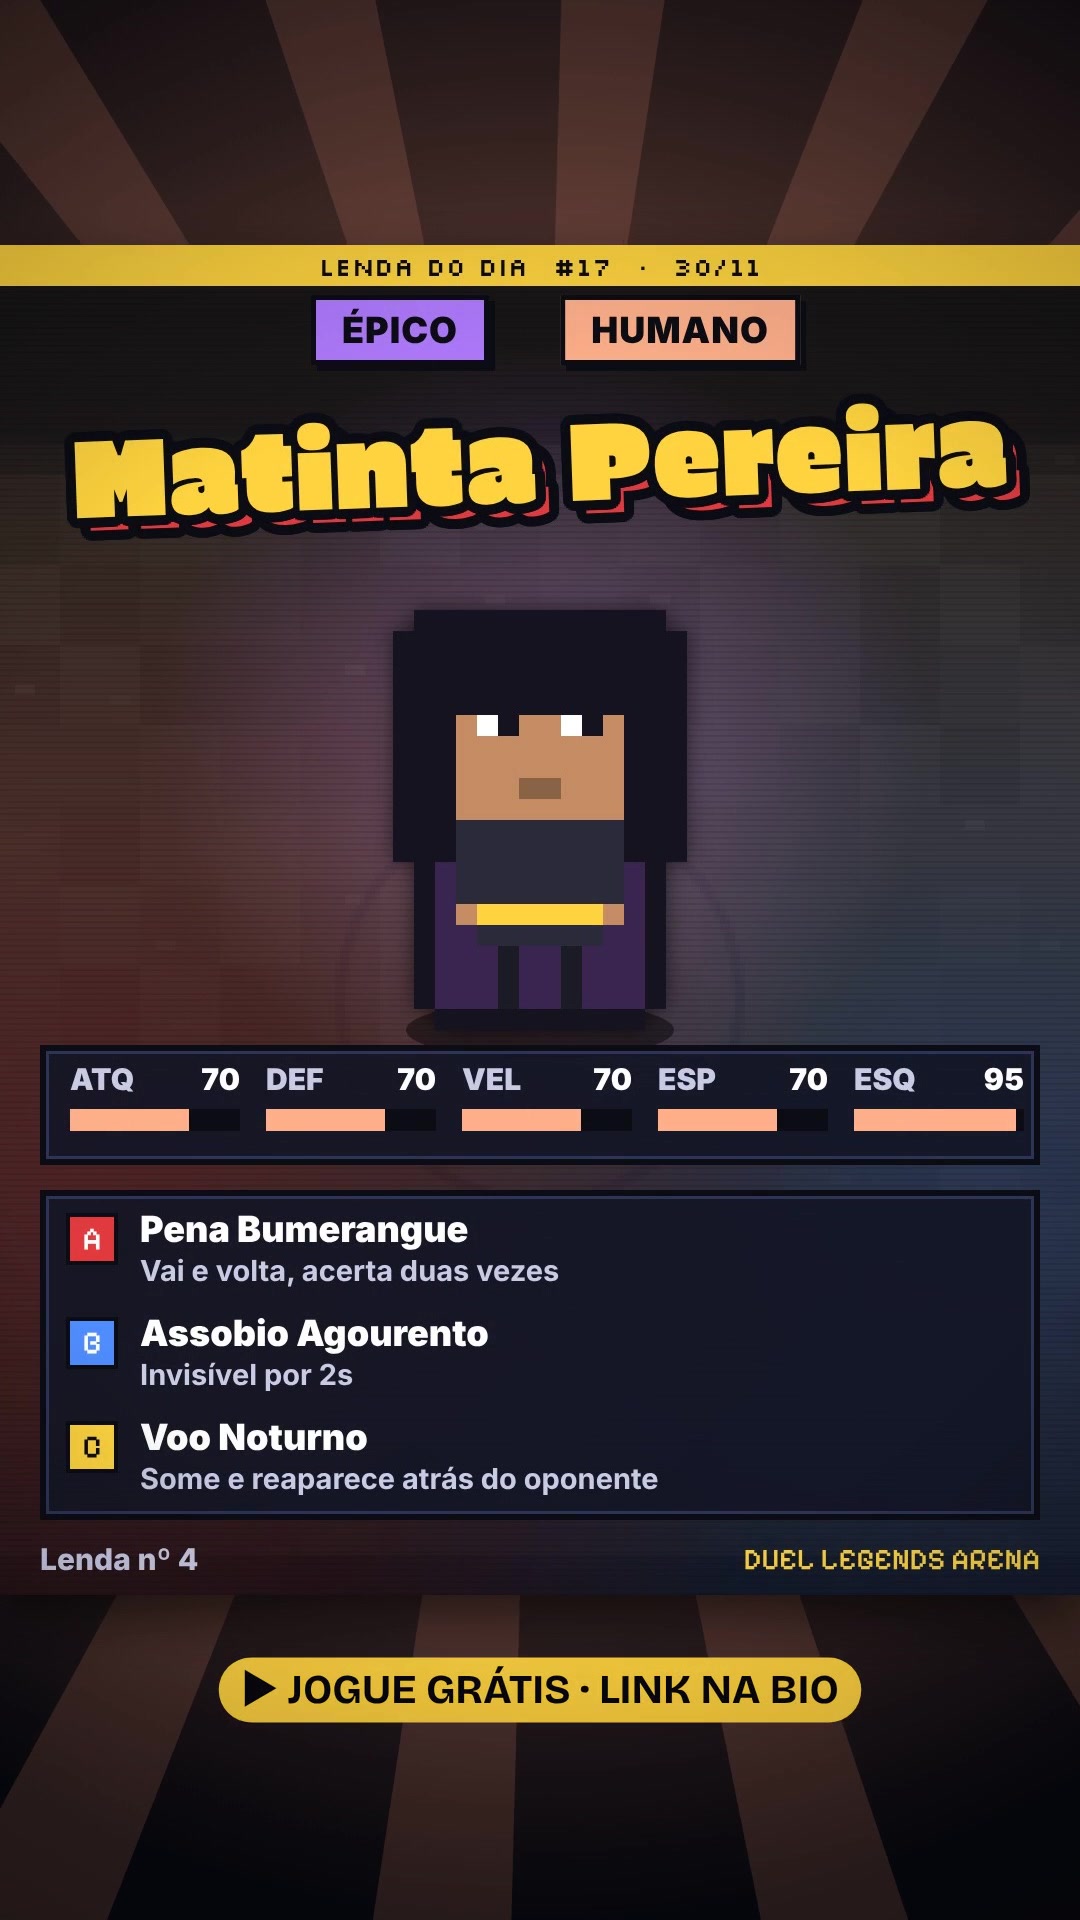 LENDA DO DIA #17 · 30/11
ÉPICO HUMANO
Matinta Pereira
ATQ 70 DEF 70 VEL 70 ESP 70 ESQ 95
A Pena Bumerangue
Vai e volta, acerta duas vezes
B Assobio Agourento
Invisível por 2s
C Voo Noturno
Some e reaparece atrás do oponente
Lenda nº 4 DUEL LEGENDS ARENA
▶ JOGUE GRÁTIS · LINK NA BIO